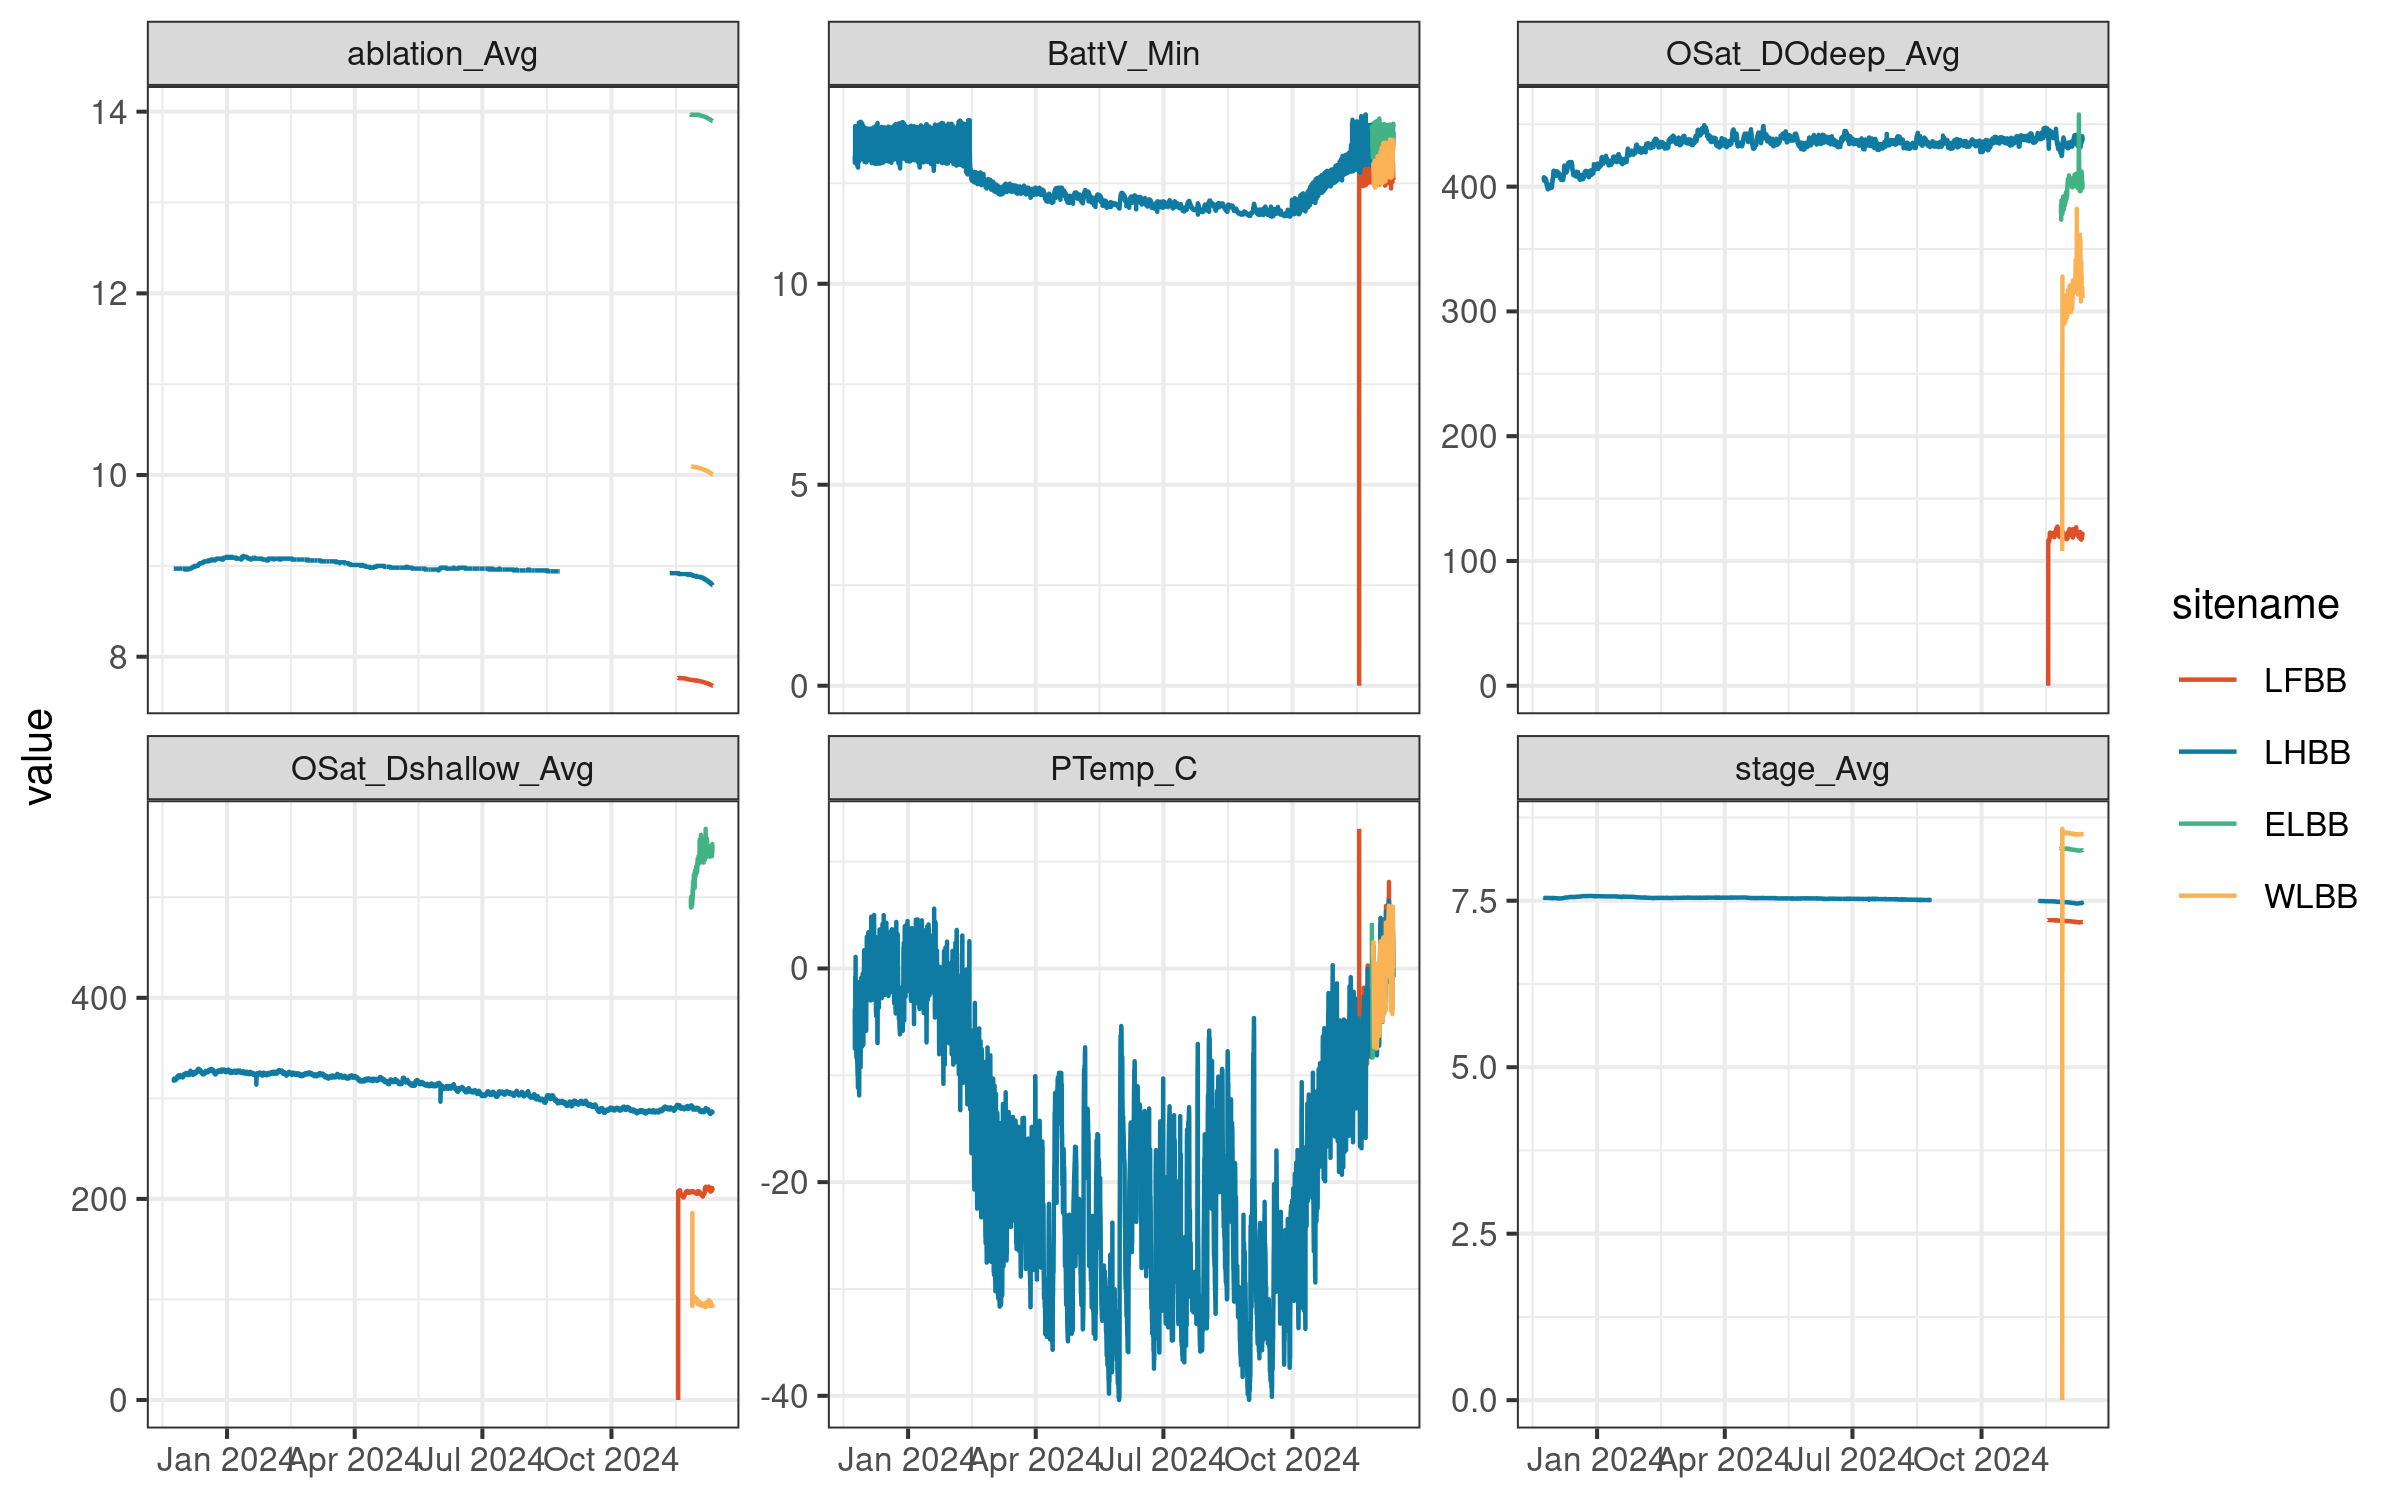 ablation_Avg
BattV_Min
OSat_DOdeep_Avg
14
12
10
8
10
5
0
400
300
200
100
0
value
OSat_Dshallow_Avg
PTemp_C
stage_Avg
400
200
0
0
-20
-40
7.5
5.0
2.5
0.0
Jan 2024 Apr 2024 Jul 2024 Oct 2024
Jan 2024 Apr 2024 Jul 2024 Oct 2024
Jan 2024 Apr 2024 Jul 2024 Oct 2024
sitename
LFBB
LHBB
ELBB
WLBB